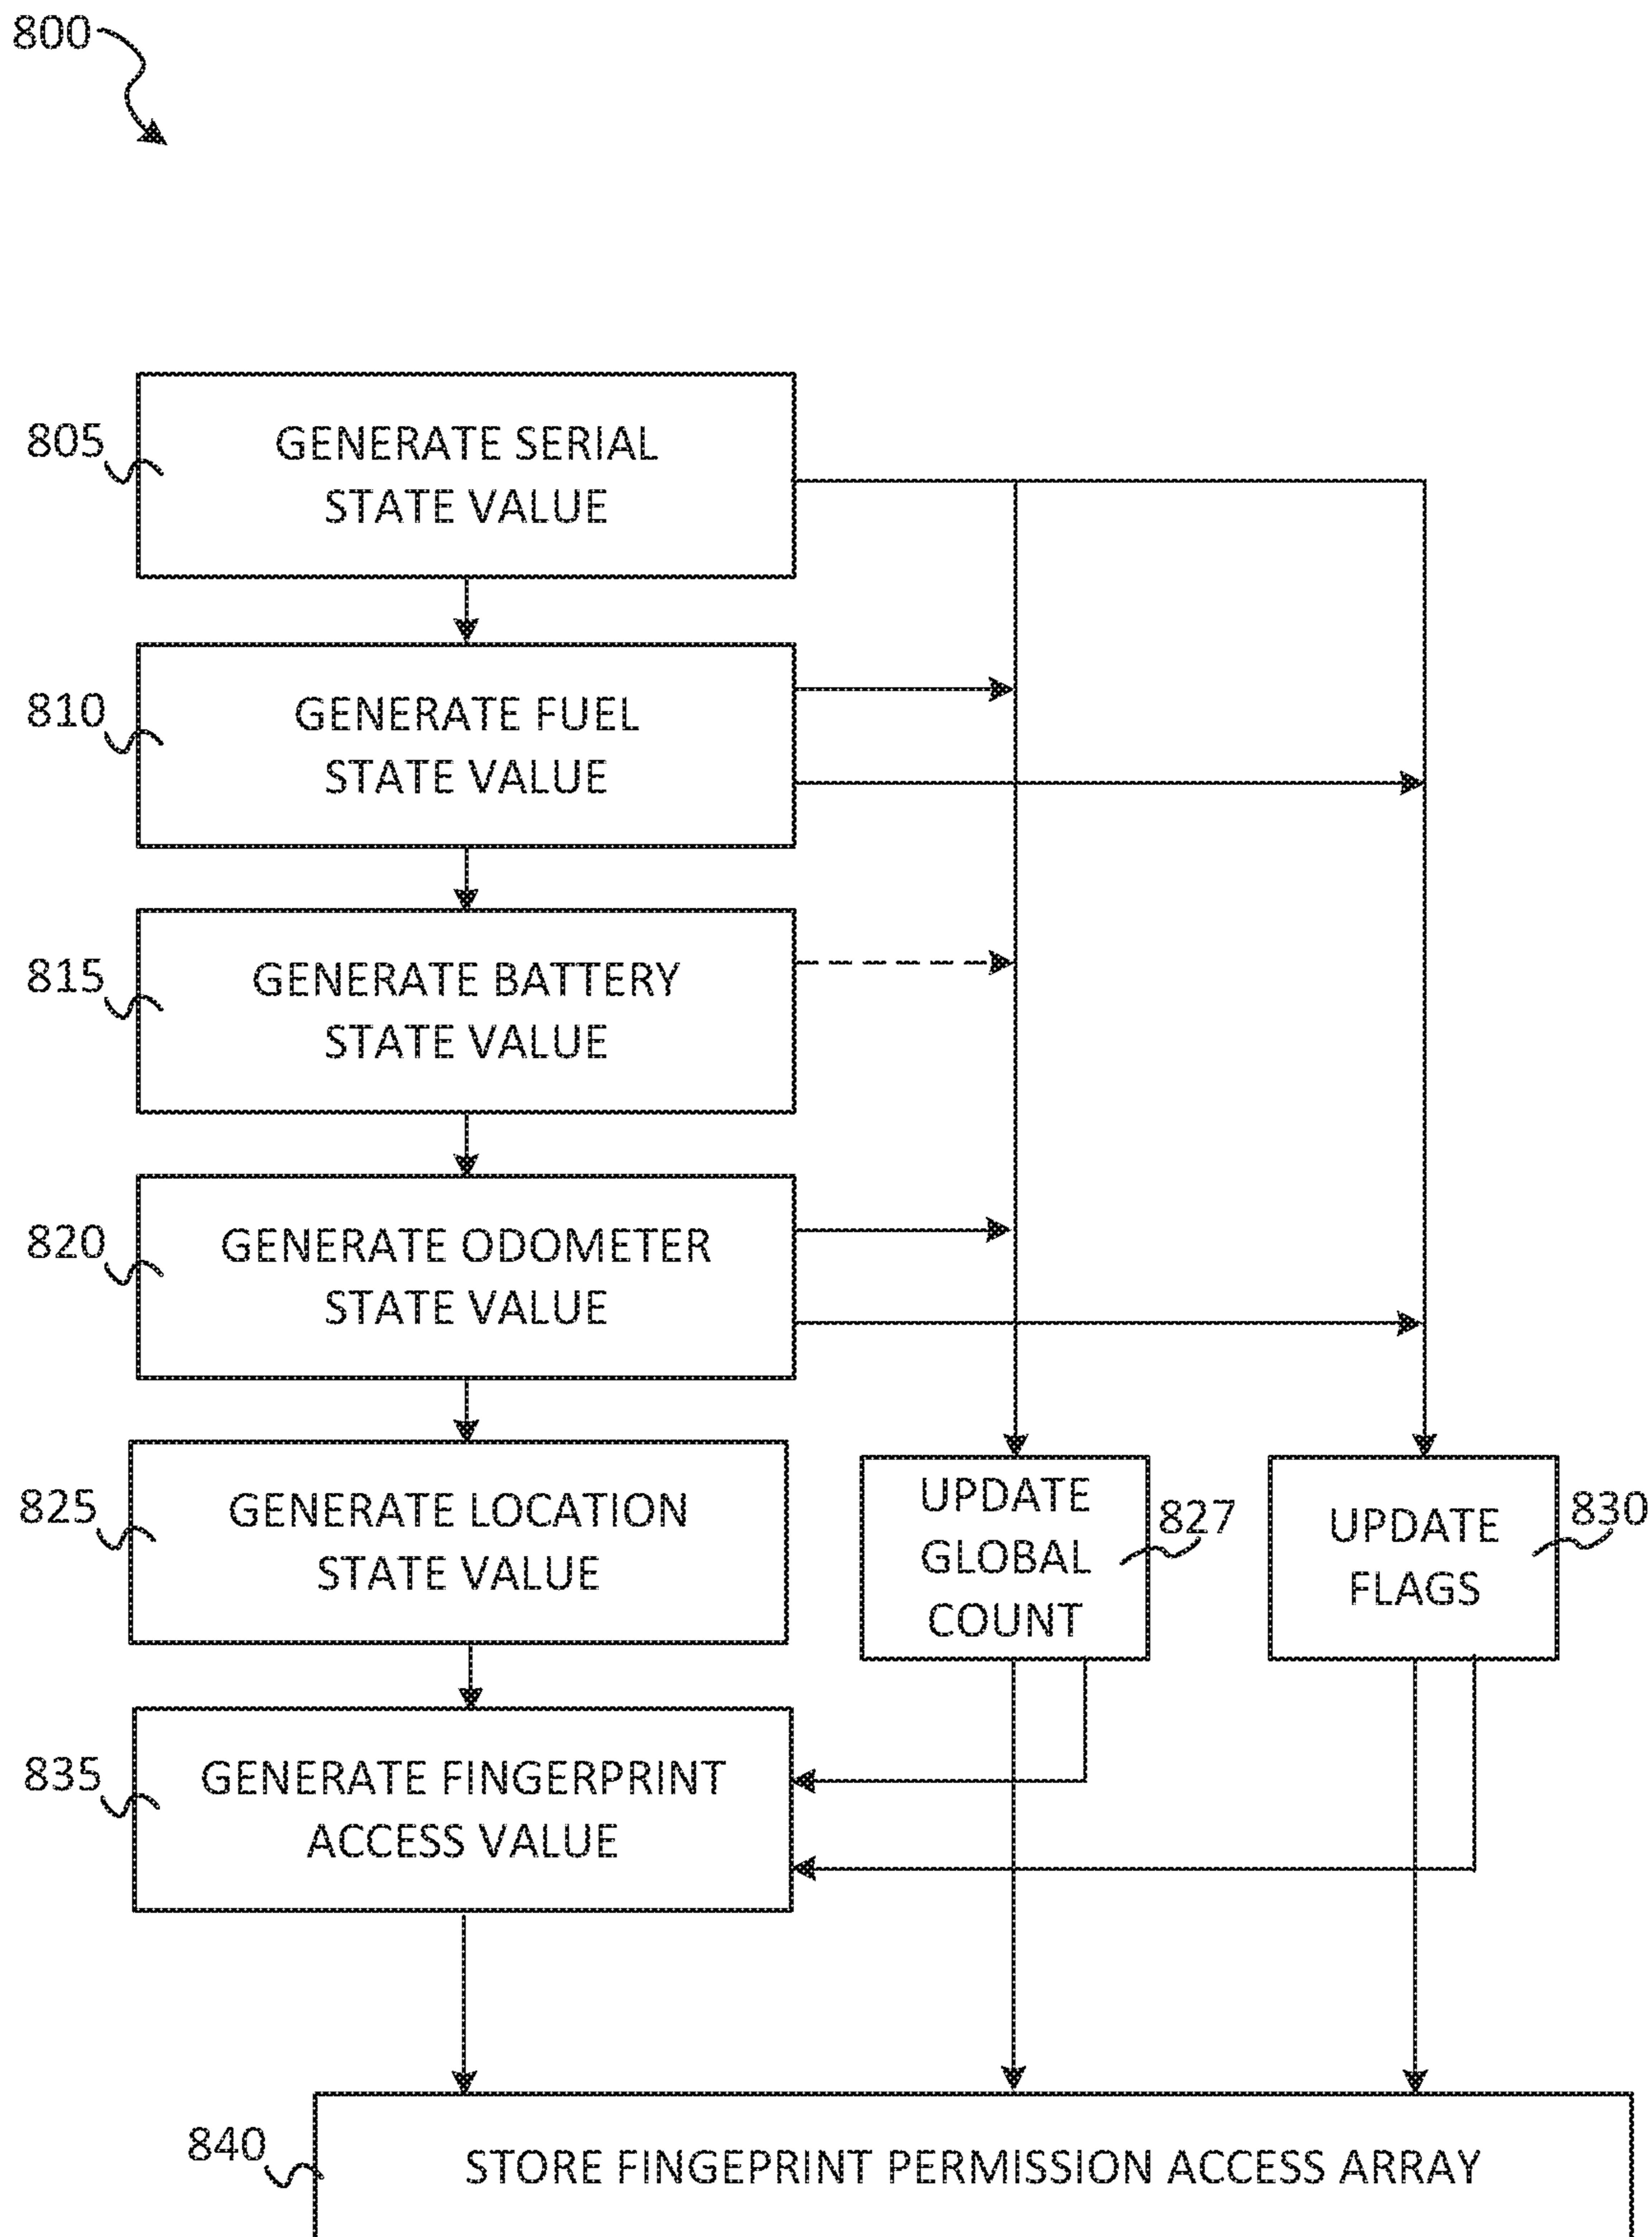 800
805
GENERATE SERIAL
STATE VALUE
810
GENERATE FUEL
STATE VALUE
815
GENERATE BATTERY
STATE VALUE
820
GENERATE ODOMETER
STATE VALUE
825
GENERATE LOCATION
STATE VALUE
UPDATE
GLOBAL
COUNT
827
UPDATE
FLAGS
830
835
GENERATE FINGERPRINT
ACCESS VALUE
840
STORE FINGEPRINT PERMISSION ACCESS ARRAY